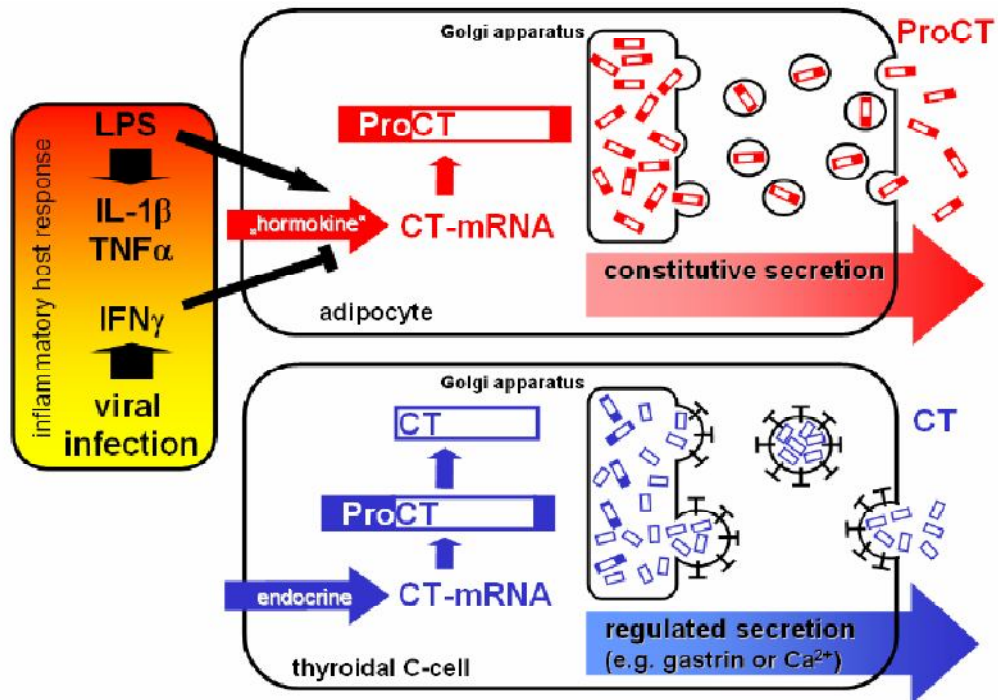 inflammatory host response
LPS
IL-1β
TNFα
IFNγ
viral
infection
Golgi apparatus
ProCT
ProCT
„hormokine“
CT-mRNA
constitutive secretion
adipocyte
Golgi apparatus
CT
CT
ProCT
endocrine
CT-mRNA
regulated secretion
(e.g. gastrin or Ca²⁺)
thyroidal C-cell